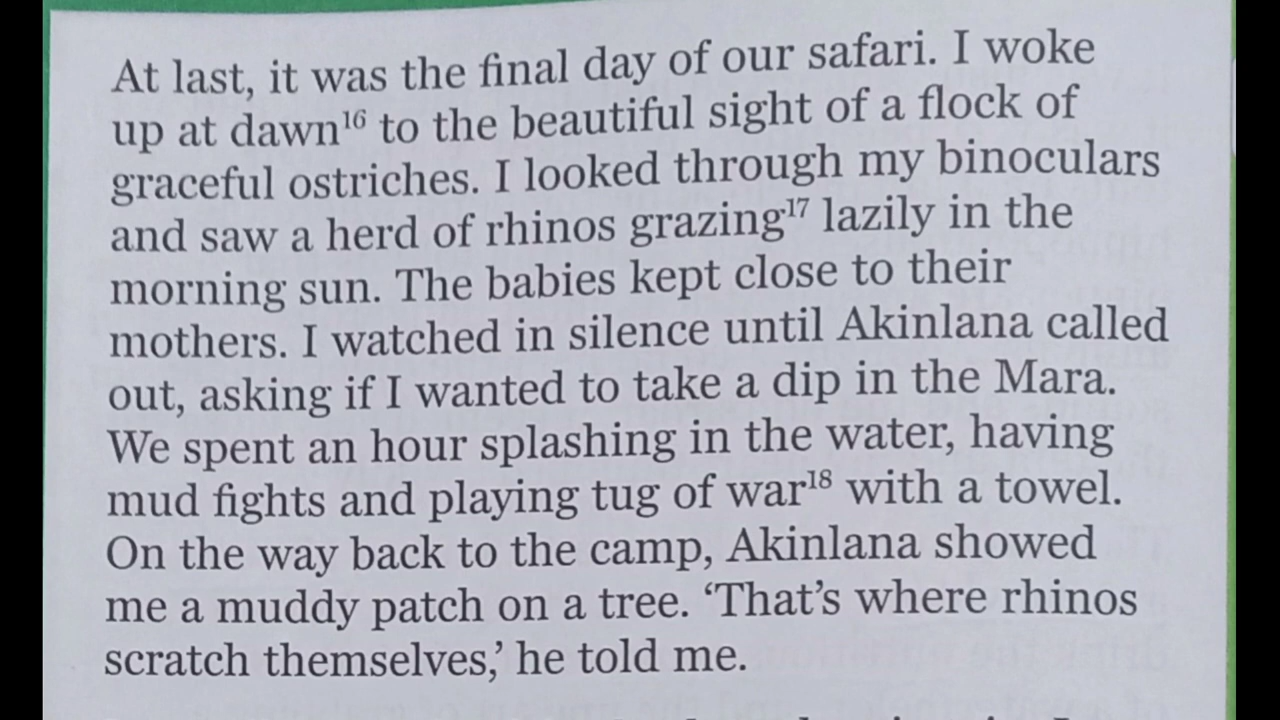 At last, it was the final day of our safari. I woke
up at dawn¹⁶ to the beautiful sight of a flock of
graceful ostriches. I looked through my binoculars
and saw a herd of rhinos grazing¹⁷ lazily in the
morning sun. The babies kept close to their
mothers. I watched in silence until Akinlana called
out, asking if I wanted to take a dip in the Mara.
We spent an hour splashing in the water, having
mud fights and playing tug of war¹⁸ with a towel.
On the way back to the camp, Akinlana showed
me a muddy patch on a tree. ‘That’s where rhinos
scratch themselves,’ he told me.